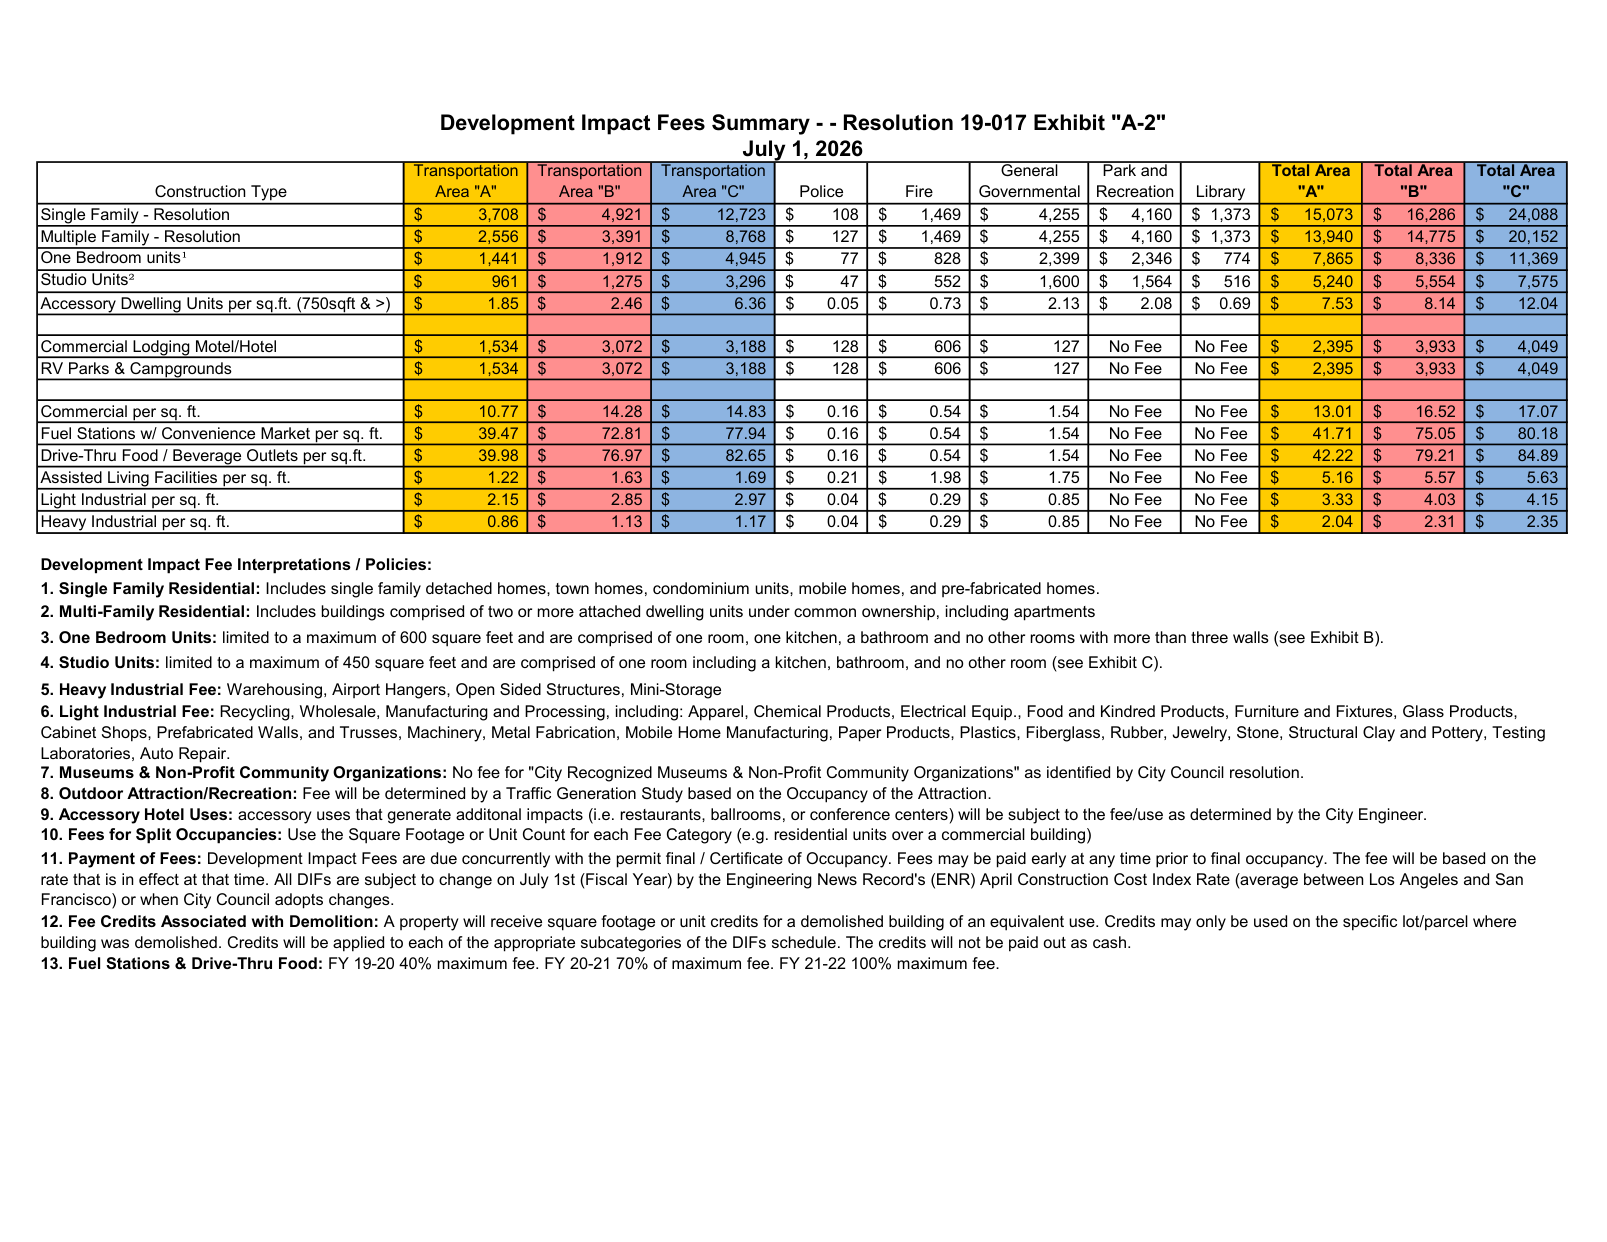 Development Impact Fees Summary - - Resolution 19-017 Exhibit "A-2"
July 1, 2026
Construction Type Transportation Area "A" Transportation Area "B" Transportation Area "C" Police Fire General Governmental Park and Recreation Library Total Area "A" Total Area "B" Total Area "C"
Single Family - Resolution $ 3,708 $ 4,921 $ 12,723 $ 108 $ 1,469 $ 4,255 $ 4,160 $ 1,373 $ 15,073 $ 16,286 $ 24,088
Multiple Family - Resolution $ 2,556 $ 3,391 $ 8,768 $ 127 $ 1,469 $ 4,255 $ 4,160 $ 1,373 $ 13,940 $ 14,775 $ 20,152
One Bedroom units¹ $ 1,441 $ 1,912 $ 4,945 $ 77 $ 828 $ 2,399 $ 2,346 $ 774 $ 7,865 $ 8,336 $ 11,369
Studio Units² $ 961 $ 1,275 $ 3,296 $ 47 $ 552 $ 1,600 $ 1,564 $ 516 $ 5,240 $ 5,554 $ 7,575
Accessory Dwelling Units per sq.ft. (750sqft & >) $ 1.85 $ 2.46 $ 6.36 $ 0.05 $ 0.73 $ 2.13 $ 2.08 $ 0.69 $ 7.53 $ 8.14 $ 12.04
Commercial Lodging Motel/Hotel $ 1,534 $ 3,072 $ 3,188 $ 128 $ 606 $ 127 No Fee No Fee $ 2,395 $ 3,933 $ 4,049
RV Parks & Campgrounds $ 1,534 $ 3,072 $ 3,188 $ 128 $ 606 $ 127 No Fee No Fee $ 2,395 $ 3,933 $ 4,049
Commercial per sq. ft. $ 10.77 $ 14.28 $ 14.83 $ 0.16 $ 0.54 $ 1.54 No Fee No Fee $ 13.01 $ 16.52 $ 17.07
Fuel Stations w/ Convenience Market per sq. ft. $ 39.47 $ 72.81 $ 77.94 $ 0.16 $ 0.54 $ 1.54 No Fee No Fee $ 41.71 $ 75.05 $ 80.18
Drive-Thru Food / Beverage Outlets per sq.ft. $ 39.98 $ 76.97 $ 82.65 $ 0.16 $ 0.54 $ 1.54 No Fee No Fee $ 42.22 $ 79.21 $ 84.89
Assisted Living Facilities per sq. ft. $ 1.22 $ 1.63 $ 1.69 $ 0.21 $ 1.98 $ 1.75 No Fee No Fee $ 5.16 $ 5.57 $ 5.63
Light Industrial per sq. ft. $ 2.15 $ 2.85 $ 2.97 $ 0.04 $ 0.29 $ 0.85 No Fee No Fee $ 3.33 $ 4.03 $ 4.15
Heavy Industrial per sq. ft. $ 0.86 $ 1.13 $ 1.17 $ 0.04 $ 0.29 $ 0.85 No Fee No Fee $ 2.04 $ 2.31 $ 2.35
Development Impact Fee Interpretations / Policies:
1. Single Family Residential: Includes single family detached homes, town homes, condominium units, mobile homes, and pre-fabricated homes.
2. Multi-Family Residential: Includes buildings comprised of two or more attached dwelling units under common ownership, including apartments
3. One Bedroom Units: limited to a maximum of 600 square feet and are comprised of one room, one kitchen, a bathroom and no other rooms with more than three walls (see Exhibit B).
4. Studio Units: limited to a maximum of 450 square feet and are comprised of one room including a kitchen, bathroom, and no other room (see Exhibit C).
5. Heavy Industrial Fee: Warehousing, Airport Hangers, Open Sided Structures, Mini-Storage
6. Light Industrial Fee: Recycling, Wholesale, Manufacturing and Processing, including: Apparel, Chemical Products, Electrical Equip., Food and Kindred Products, Furniture and Fixtures, Glass Products,
Cabinet Shops, Prefabricated Walls, and Trusses, Machinery, Metal Fabrication, Mobile Home Manufacturing, Paper Products, Plastics, Fiberglass, Rubber, Jewelry, Stone, Structural Clay and Pottery, Testing
Laboratories, Auto Repair.
7. Museums & Non-Profit Community Organizations: No fee for "City Recognized Museums & Non-Profit Community Organizations" as identified by City Council resolution.
8. Outdoor Attraction/Recreation: Fee will be determined by a Traffic Generation Study based on the Occupancy of the Attraction.
9. Accessory Hotel Uses: accessory uses that generate additonal impacts (i.e. restaurants, ballrooms, or conference centers) will be subject to the fee/use as determined by the City Engineer.
10. Fees for Split Occupancies: Use the Square Footage or Unit Count for each Fee Category (e.g. residential units over a commercial building)
11. Payment of Fees: Development Impact Fees are due concurrently with the permit final / Certificate of Occupancy. Fees may be paid early at any time prior to final occupancy. The fee will be based on the
rate that is in effect at that time. All DIFs are subject to change on July 1st (Fiscal Year) by the Engineering News Record's (ENR) April Construction Cost Index Rate (average between Los Angeles and San
Francisco) or when City Council adopts changes.
12. Fee Credits Associated with Demolition: A property will receive square footage or unit credits for a demolished building of an equivalent use. Credits may only be used on the specific lot/parcel where
building was demolished. Credits will be applied to each of the appropriate subcategories of the DIFs schedule. The credits will not be paid out as cash.
13. Fuel Stations & Drive-Thru Food: FY 19-20 40% maximum fee. FY 20-21 70% of maximum fee. FY 21-22 100% maximum fee.